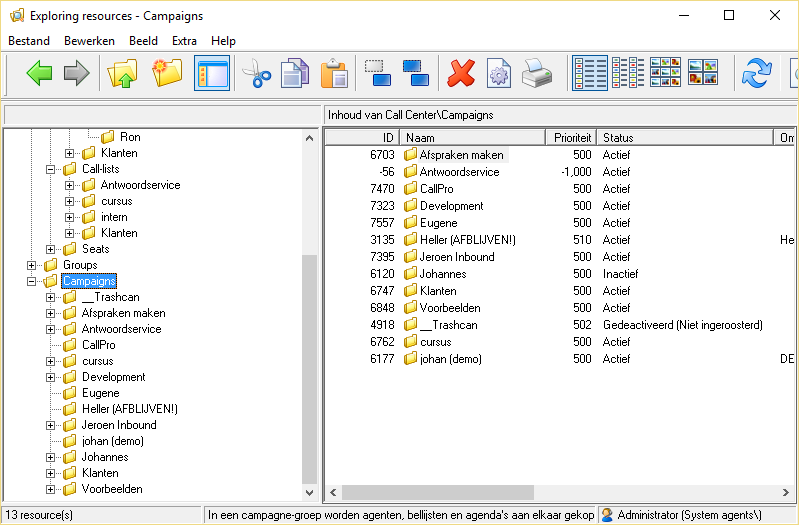 Exploring resources - Campaigns
Bestand Bewerken Beeld Extra Help
Inhoud van Call Center\Campaigns
Ron
Klanten
Call-lists
Antwoordservice
cursus
intern
Klanten
Seats
Groups
Campaigns
__Trashcan
Afspraken maken
Antwoordservice
CallPro
cursus
Development
Eugene
Heller (AFBLIJVEN!)
Jeroen Inbound
johan (demo)
Johannes
Klanten
Voorbeelden
ID Naam Prioriteit Status Om
6703 Afspraken maken 500 Actief
-56 Antwoordservice -1,000 Actief
7470 CallPro 500 Actief
7323 Development 500 Actief
7557 Eugene 500 Actief
3135 Heller (AFBLIJVEN!) 510 Actief He
7395 Jeroen Inbound 500 Actief
6120 Johannes 500 Inactief
6747 Klanten 500 Actief
6848 Voorbeelden 500 Actief
4918 __Trashcan 502 Gedeactiveerd (Niet ingeroosterd)
6762 cursus 500 Actief
6177 johan (demo) 500 Actief DE
13 resource(s) In een campagne-groep worden agenten, bellijsten en agenda's aan elkaar gekop Administrator (System agents\)